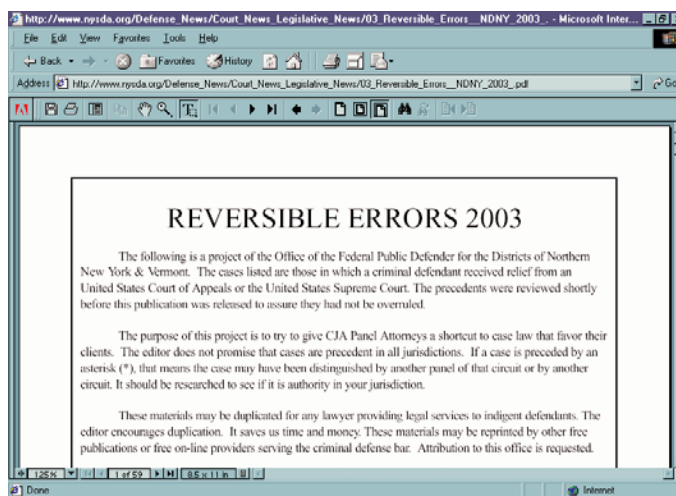 http://www.nysda.org/Defense_News/Court_News_Legislative_News/03_Reversible_Errors__NDNY_2003_. - Microsoft Inter...
File Edit View Favorites Tools Help
Back Favorites History
Address http://www.nysda.org/Defense_News/Court_News_Legislative_News/03_Reversible_Errors__NDNY_2003_.pdf Go
REVERSIBLE ERRORS 2003
The following is a project of the Office of the Federal Public Defender for the Districts of Northern
New York & Vermont. The cases listed are those in which a criminal defendant received relief from an
United States Court of Appeals or the United States Supreme Court. The precedents were reviewed shortly
before this publication was released to assure they had not be overruled.
The purpose of this project is to try to give CJA Panel Attorneys a shortcut to case law that favor their
clients. The editor does not promise that cases are precedent in all jurisdictions. If a case is preceded by an
asterisk (*), that means the case may have been distinguished by another panel of that circuit or by another
circuit. It should be researched to see if it is authority in your jurisdiction.
These materials may be duplicated for any lawyer providing legal services to indigent defendants. The
editor encourages duplication. It saves us time and money. These materials may be reprinted by other free
publications or free on-line providers serving the criminal defense bar. Attribution to this office is requested.
125% 1 of 59 8.5 x 11 in
Done Internet